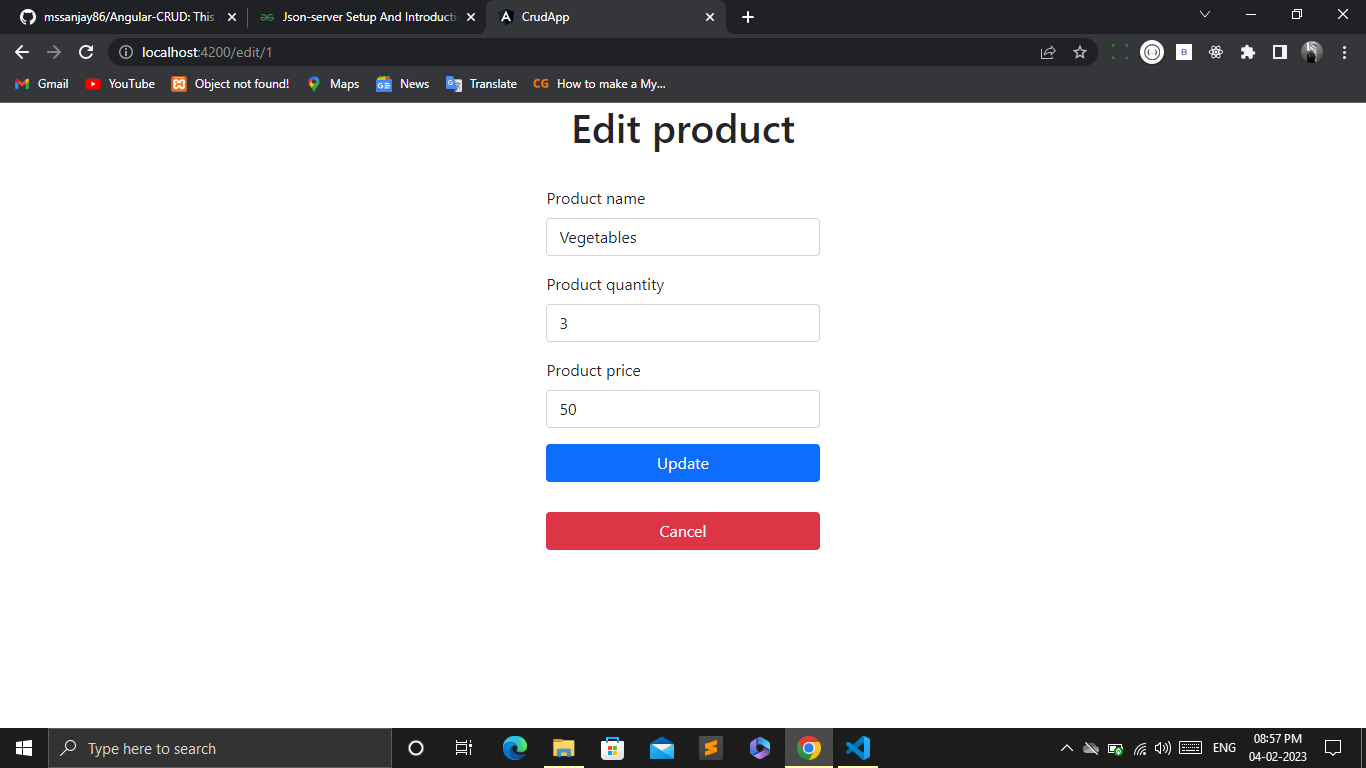 mssanjay86/Angular-CRUD: This
Json-server Setup And Introducti
CrudApp
localhost:4200/edit/1
Gmail
YouTube
Object not found!
Maps
News
Translate
CG How to make a My...
Edit product
Product name
Vegetables
Product quantity
3
Product price
50
Update
Cancel
Type here to search
ENG
08:57 PM
04-02-2023